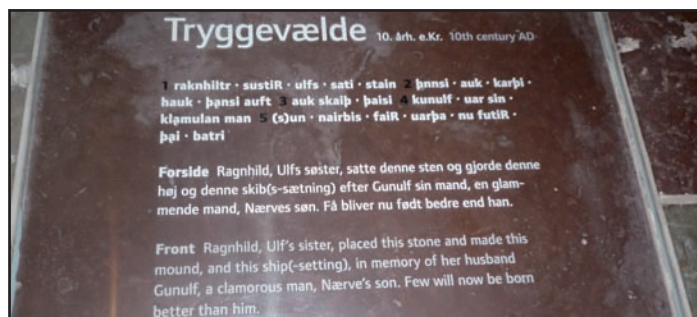 Tryggevælde 10. årh. e.Kr. 10th century AD
1 raknhiltr · sustiR · ulfs · sati · stain 2 þnnsi · auk · karþi ·
hauk · þąnsi auft 3 auk skaiþ · þaisi 4 kunulf · uar sin ·
kląmulan man 5 (s)un · nairbis · faiR · uarþa · nu futiR ·
þąi · batri
Forside Ragnhild, Ulfs søster, satte denne sten og gjorde denne
høj og denne skib(s-sætning) efter Gunulf sin mand, en glam-
mende mand, Nærves søn. Få bliver nu født bedre end han.
Front Ragnhild, Ulf's sister, placed this stone and made this
mound, and this ship(-setting), in memory of her husband
Gunulf, a clamorous man, Nærve's son. Few will now be born
better than him.